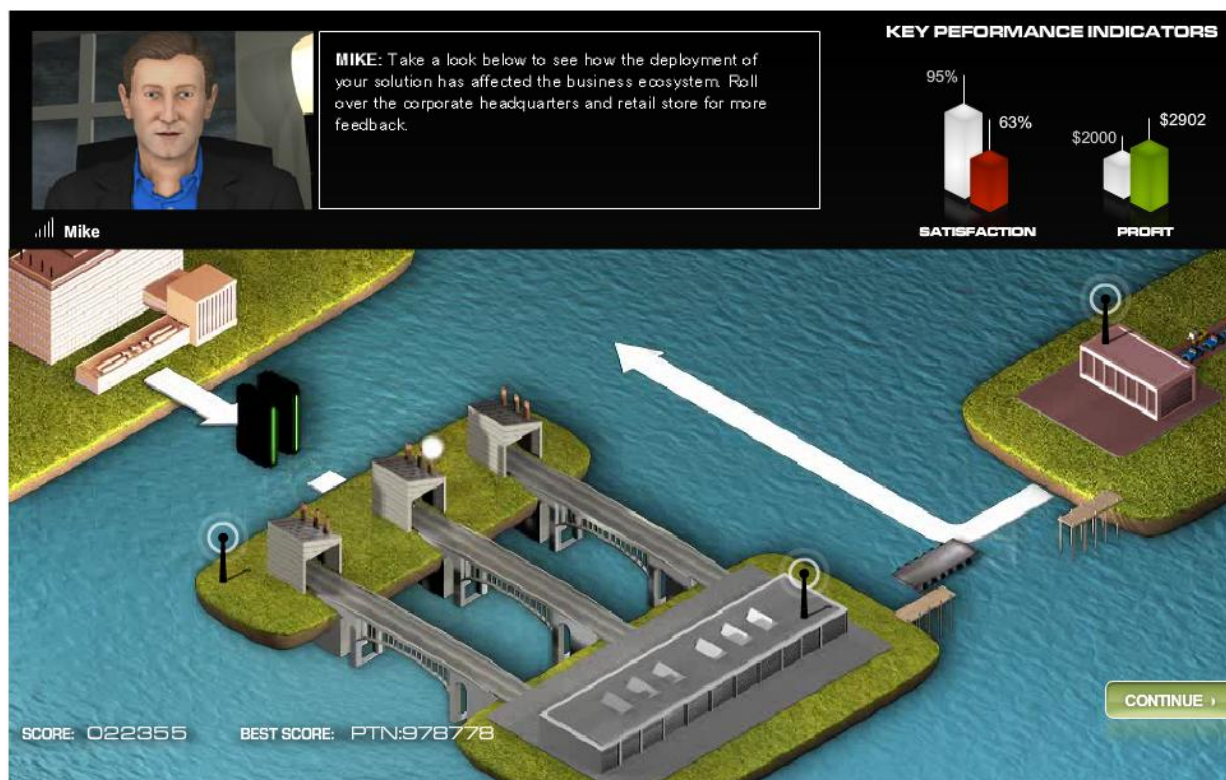 KEY PEFORMANCE INDICATORS
MIKE: Take a look below to see how the deployment of
your solution has affected the business ecosystem. Roll
over the corporate headquarters and retail store for more
feedback.
95%
63%
$2000
$2902
SATISFACTION
PROFIT
Mike
CONTINUE ›
SCORE: 022355
BEST SCORE: PTN:978778